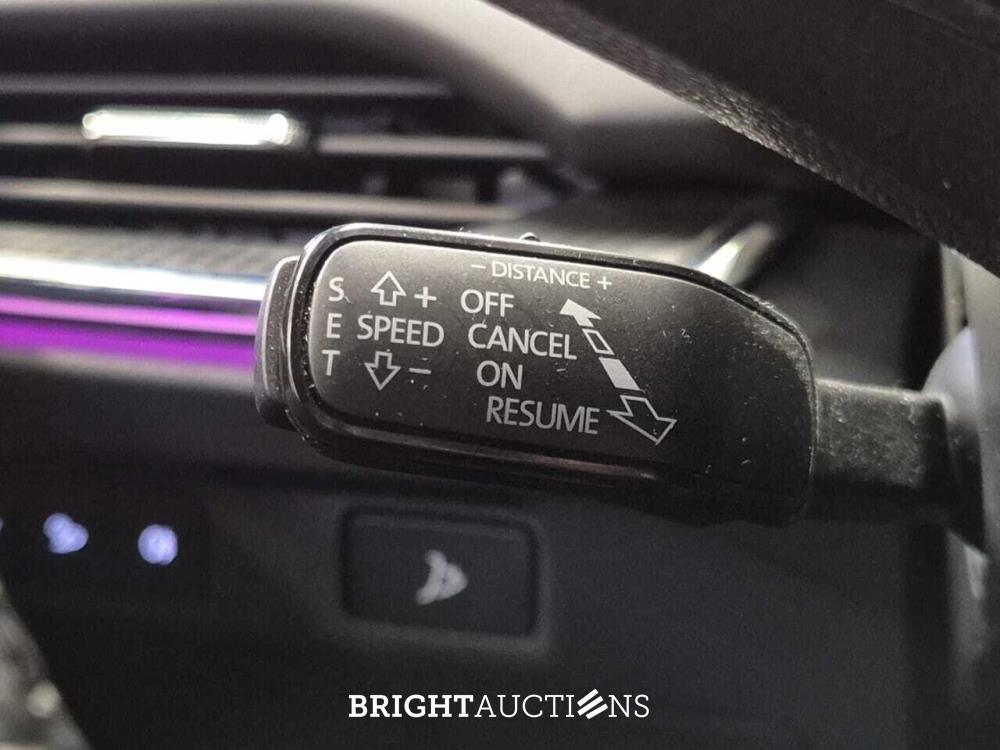 − DISTANCE +
S + OFF
E SPEED CANCEL
T − ON
RESUME
BRIGHTAUCTIONS